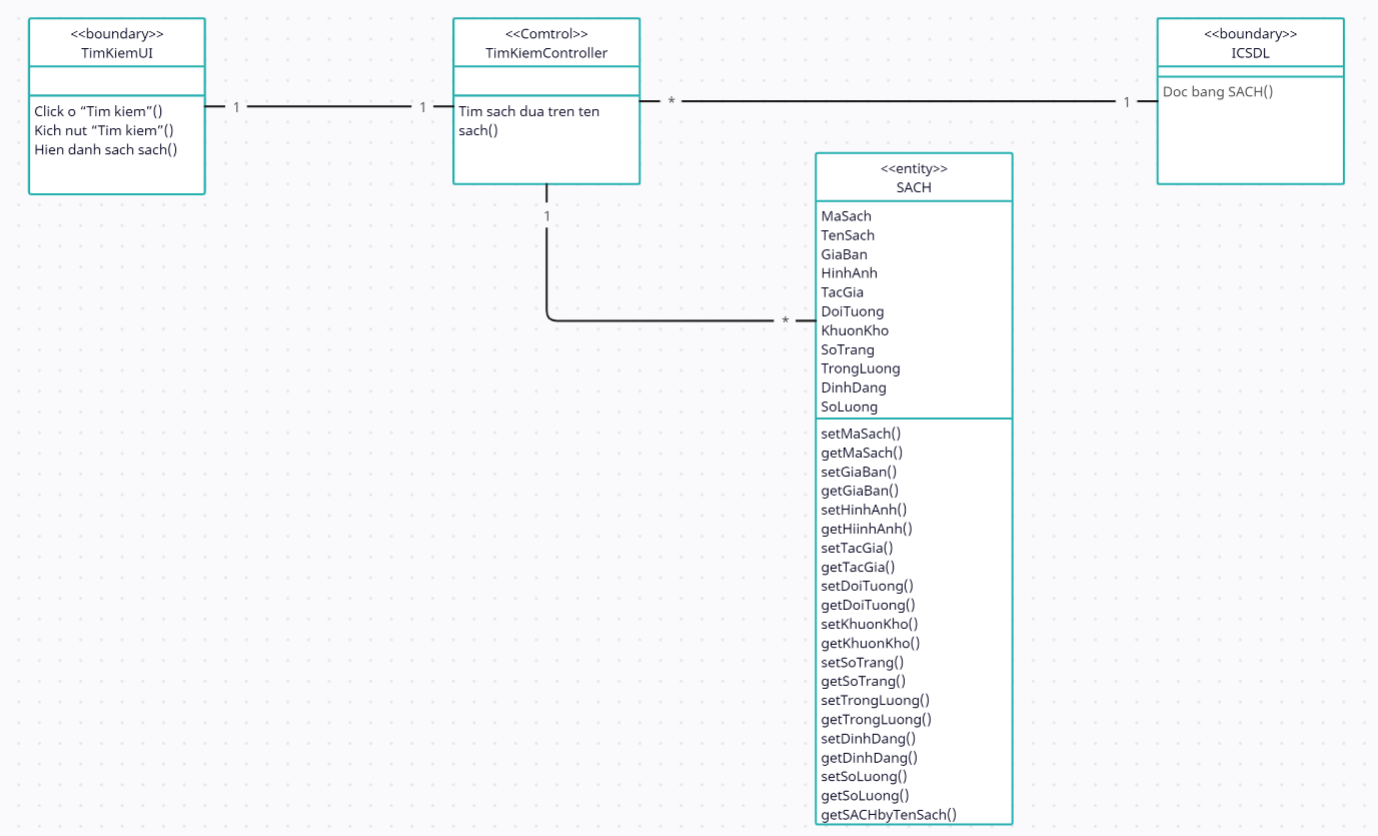 <<boundary>>
TimKiemUI
Click o “Tim kiem”()
Kich nut “Tim kiem”()
Hien danh sach sach()
1
1
<<Comtrol>>
TimKiemController
Tim sach dua tren ten
sach()
*
1
<<boundary>>
ICSDL
Doc bang SACH()
1
*
<<entity>>
SACH
MaSach
TenSach
GiaBan
HinhAnh
TacGia
DoiTuong
KhuonKho
SoTrang
TrongLuong
DinhDang
SoLuong
setMaSach()
getMaSach()
setGiaBan()
getGiaBan()
setHinhAnh()
getHiinhAnh()
setTacGia()
getTacGia()
setDoiTuong()
getDoiTuong()
setKhuonKho()
getKhuonKho()
setSoTrang()
getSoTrang()
setTrongLuong()
getTrongLuong()
setDinhDang()
getDinhDang()
setSoLuong()
getSoLuong()
getSACHbyTenSach()